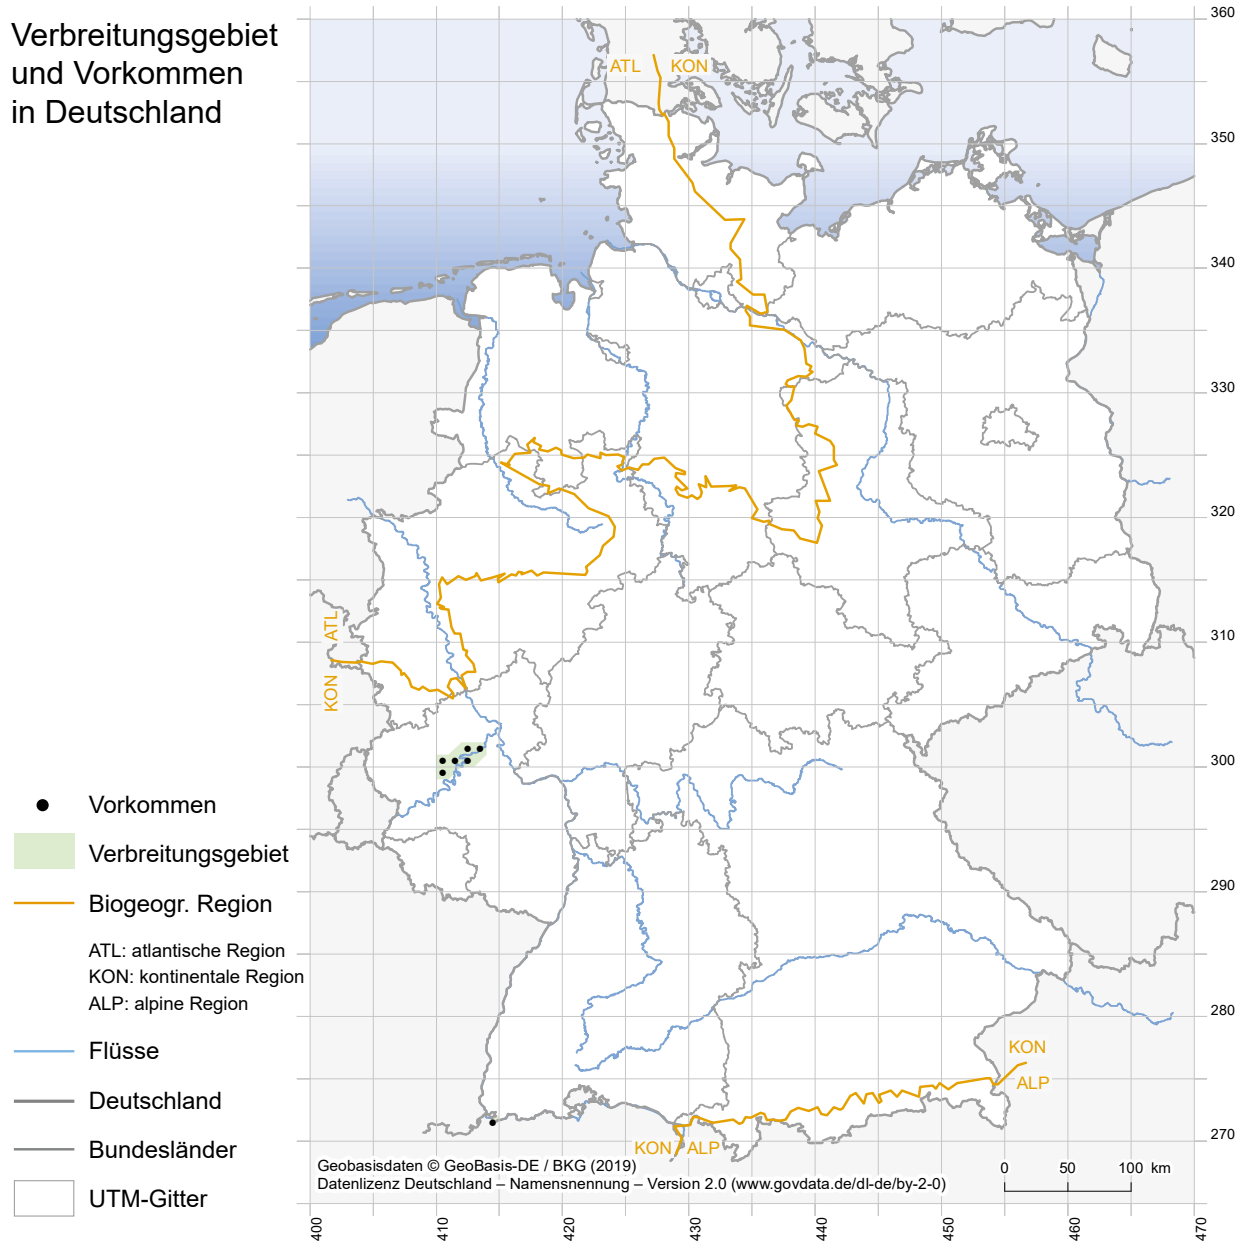 Verbreitungsgebiet
und Vorkommen
in Deutschland
ATL KON
360
350
340
330
320
310
300
290
280
270
ATL
KON
Vorkommen
Verbreitungsgebiet
Biogeogr. Region
ATL: atlantische Region
KON: kontinentale Region
ALP: alpine Region
Flüsse
Deutschland
Bundesländer
UTM-Gitter
KON
ALP
KON ALP
Geobasisdaten © GeoBasis-DE / BKG (2019)
Datenlizenz Deutschland – Namensnennung – Version 2.0 (www.govdata.de/dl-de/by-2-0)
0 50 100 km
400 410 420 430 440 450 460 470